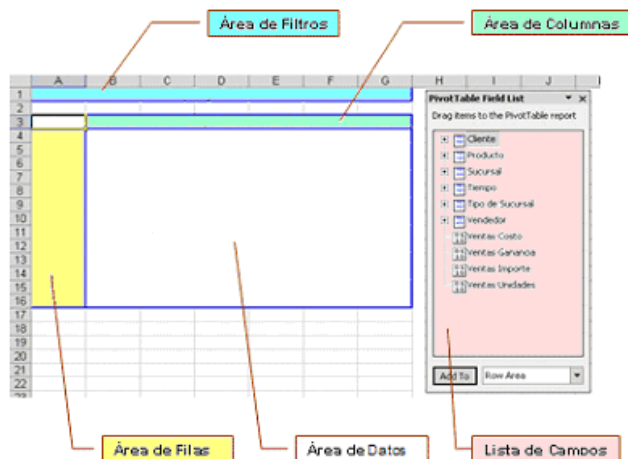 Área de Filtros
Área de Columnas
A B C D E F G H I J
1
2
3
4
5
6
7
8
9
10
11
12
13
14
15
16
17
18
19
20
21
22
23
PivotTable Field List
Drag items to the PivotTable report
Cliente
Producto
Sucursal
Tiempo
Tipo de Sucursal
Vendedor
Ventas Costo
Ventas Ganancia
Ventas Importe
Ventas Unidades
Add To Row Area
Área de Filas
Área de Datos
Lista de Campos